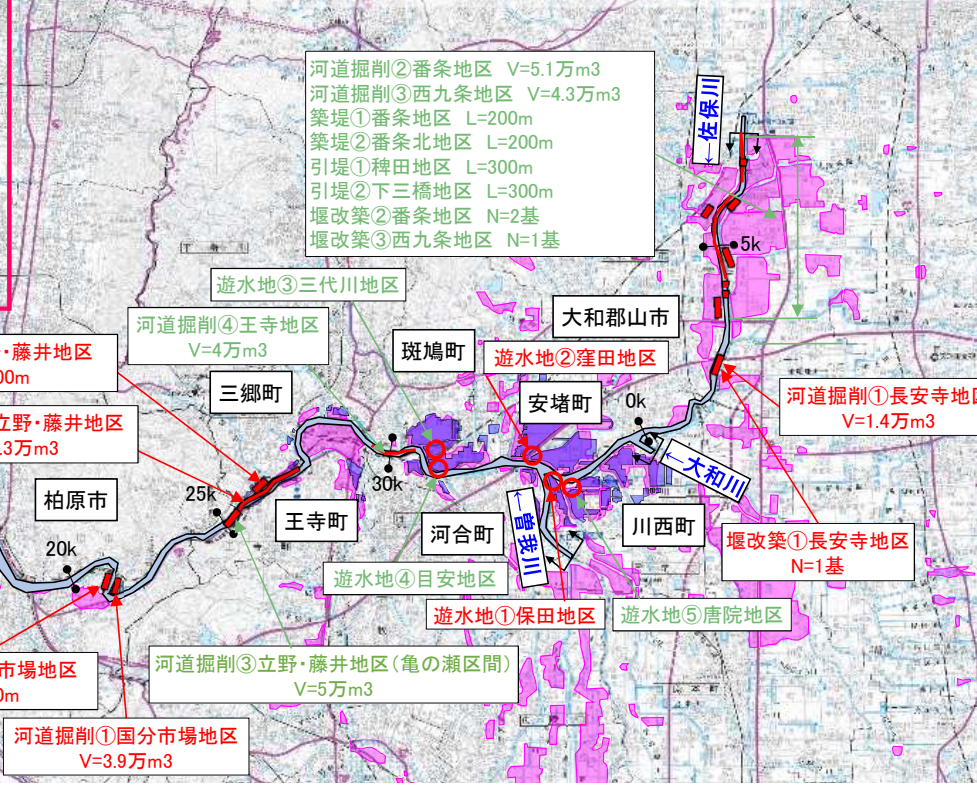 河道掘削②番条地区 V=5.1万m3
河道掘削③西九条地区 V=4.3万m3
築堤①番条地区 L=200m
築堤②番条北地区 L=200m
引堤①稗田地区 L=300m
引堤②下三橋地区 L=300m
堰改築②番条地区 N=2基
堰改築③西九条地区 N=1基
←佐保川
5k
遊水地③三代川地区
河道掘削④王寺地区
V=4万m3
大和郡山市
斑鳩町
遊水地②窪田地区
・藤井地区
00m
三郷町
安堵町
0k
河道掘削①長安寺地区
V=1.4万m3
立野・藤井地区
.3万m3
←大和川
30k
25k
柏原市
王寺町
河合町
←曽我川
川西町
堰改築①長安寺地区
N=1基
20k
遊水地④目安地区
遊水地①保田地区
遊水地⑤唐院地区
市場地区
0m
河道掘削③立野・藤井地区(亀の瀬区間)
V=5万m3
河道掘削①国分市場地区
V=3.9万m3